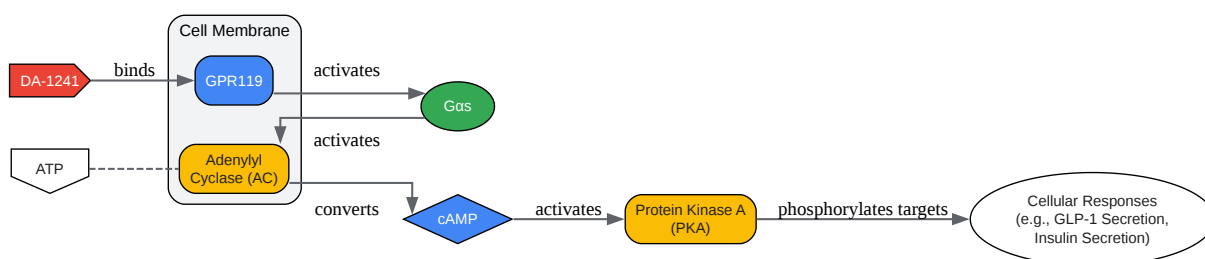 Cell Membrane
DA-1241
binds
GPR119
activates
Gαs
activates
ATP
Adenylyl
Cyclase (AC)
converts
cAMP
activates
Protein Kinase A
(PKA)
phosphorylates targets
Cellular Responses
(e.g., GLP-1 Secretion,
Insulin Secretion)